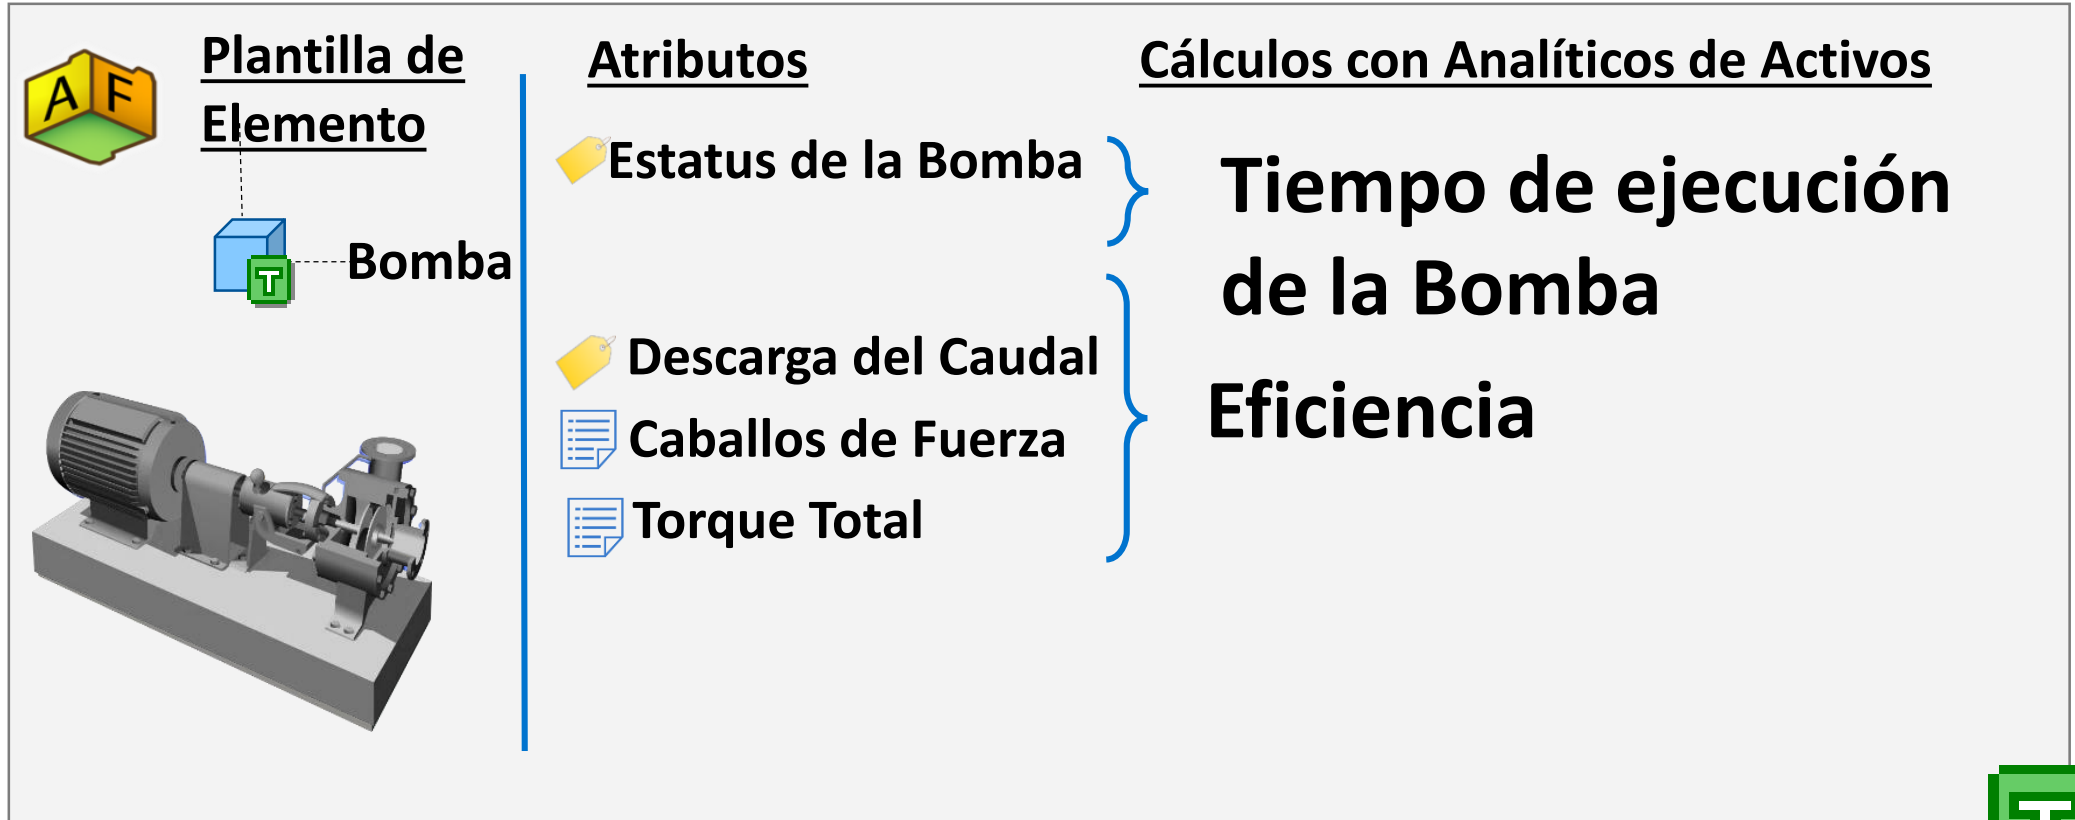 A F
Plantilla de
Elemento
Bomba
T
Atributos
Estatus de la Bomba
Descarga del Caudal
Caballos de Fuerza
Torque Total
Cálculos con Analíticos de Activos
Tiempo de ejecución
de la Bomba
Eficiencia
T